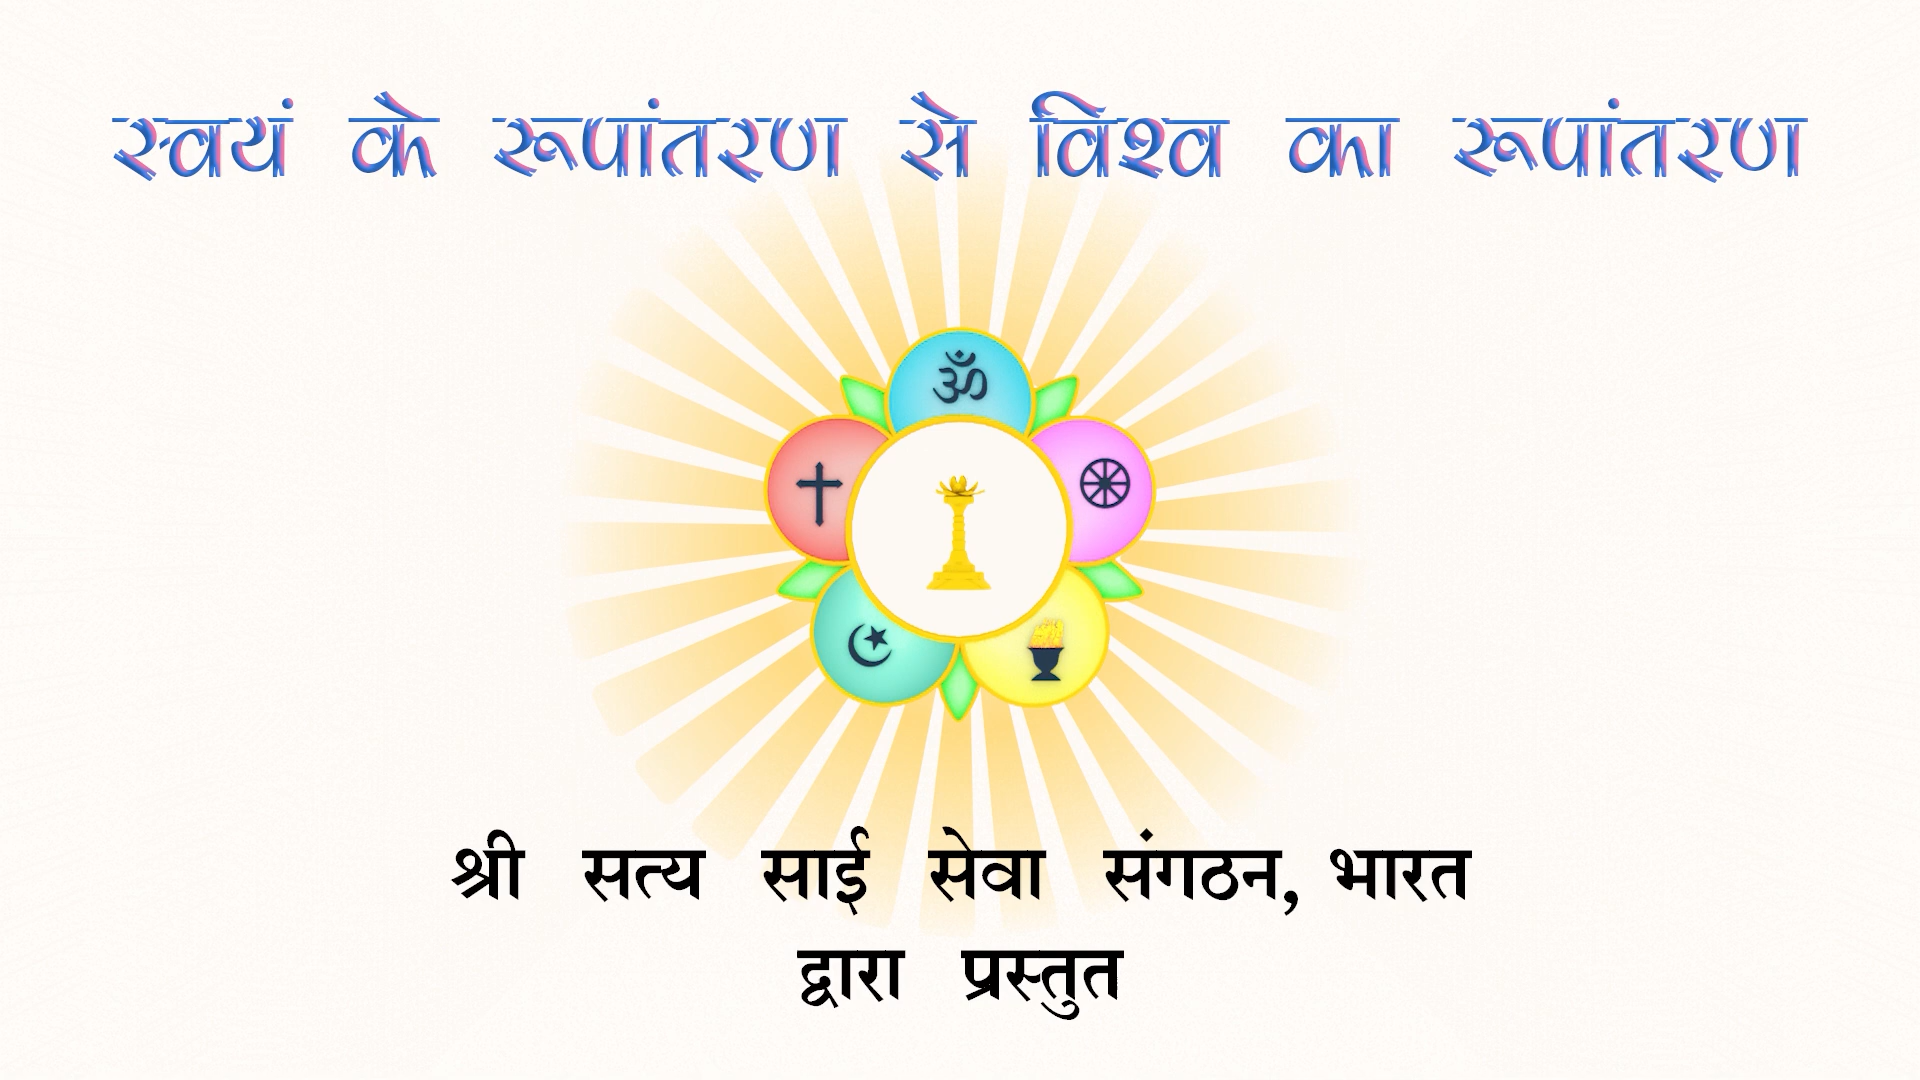 स्वयं के रूपांतरण से विश्व का रूपांतरण
ॐ
श्री सत्य साई सेवा संगठन, भारत
द्वारा प्रस्तुत